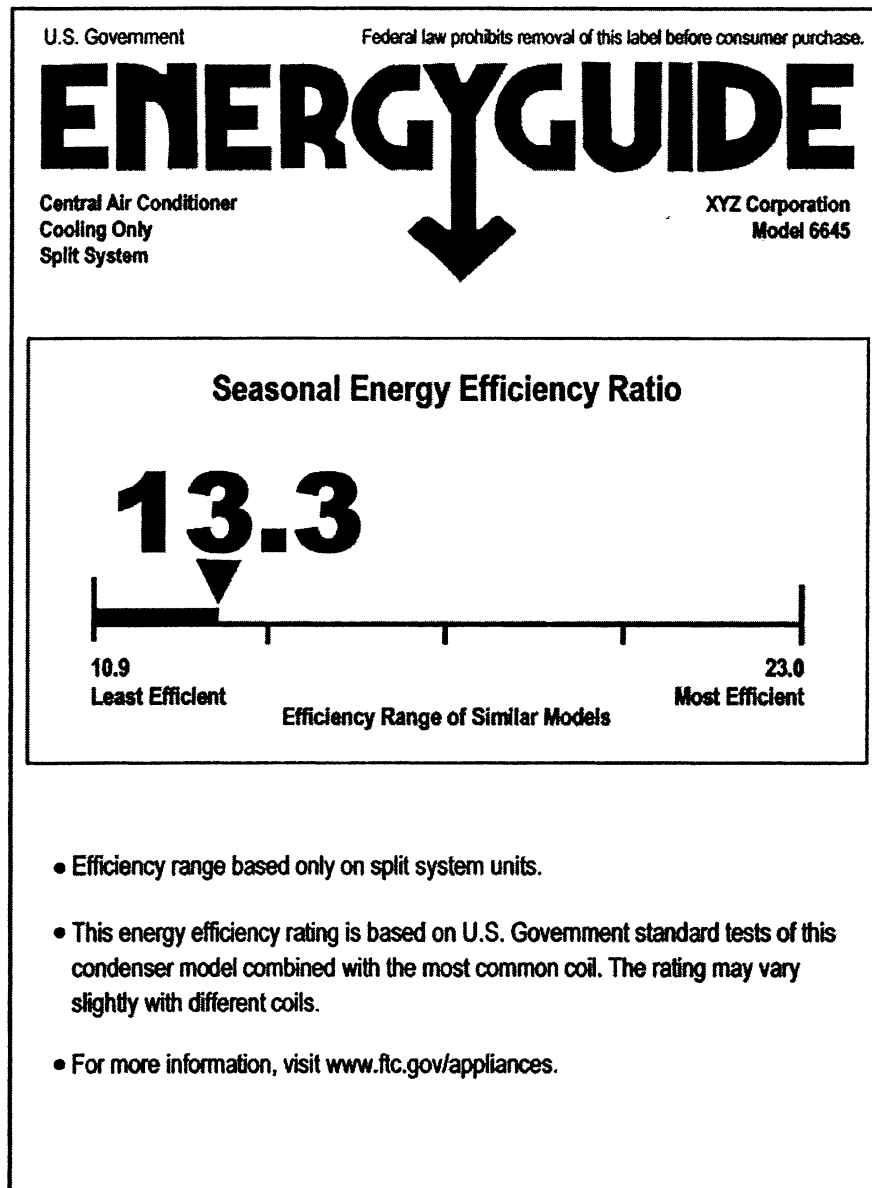 U.S. Government
Federal law prohibits removal of this label before consumer purchase.
ENERGYGUIDE
Central Air Conditioner
Cooling Only
Split System
XYZ Corporation
Model 6645
Seasonal Energy Efficiency Ratio
13.3
10.9
Least Efficient
23.0
Most Efficient
Efficiency Range of Similar Models
• Efficiency range based only on split system units.
• This energy efficiency rating is based on U.S. Government standard tests of this
condenser model combined with the most common coil. The rating may vary
slightly with different coils.
• For more information, visit www.ftc.gov/appliances.